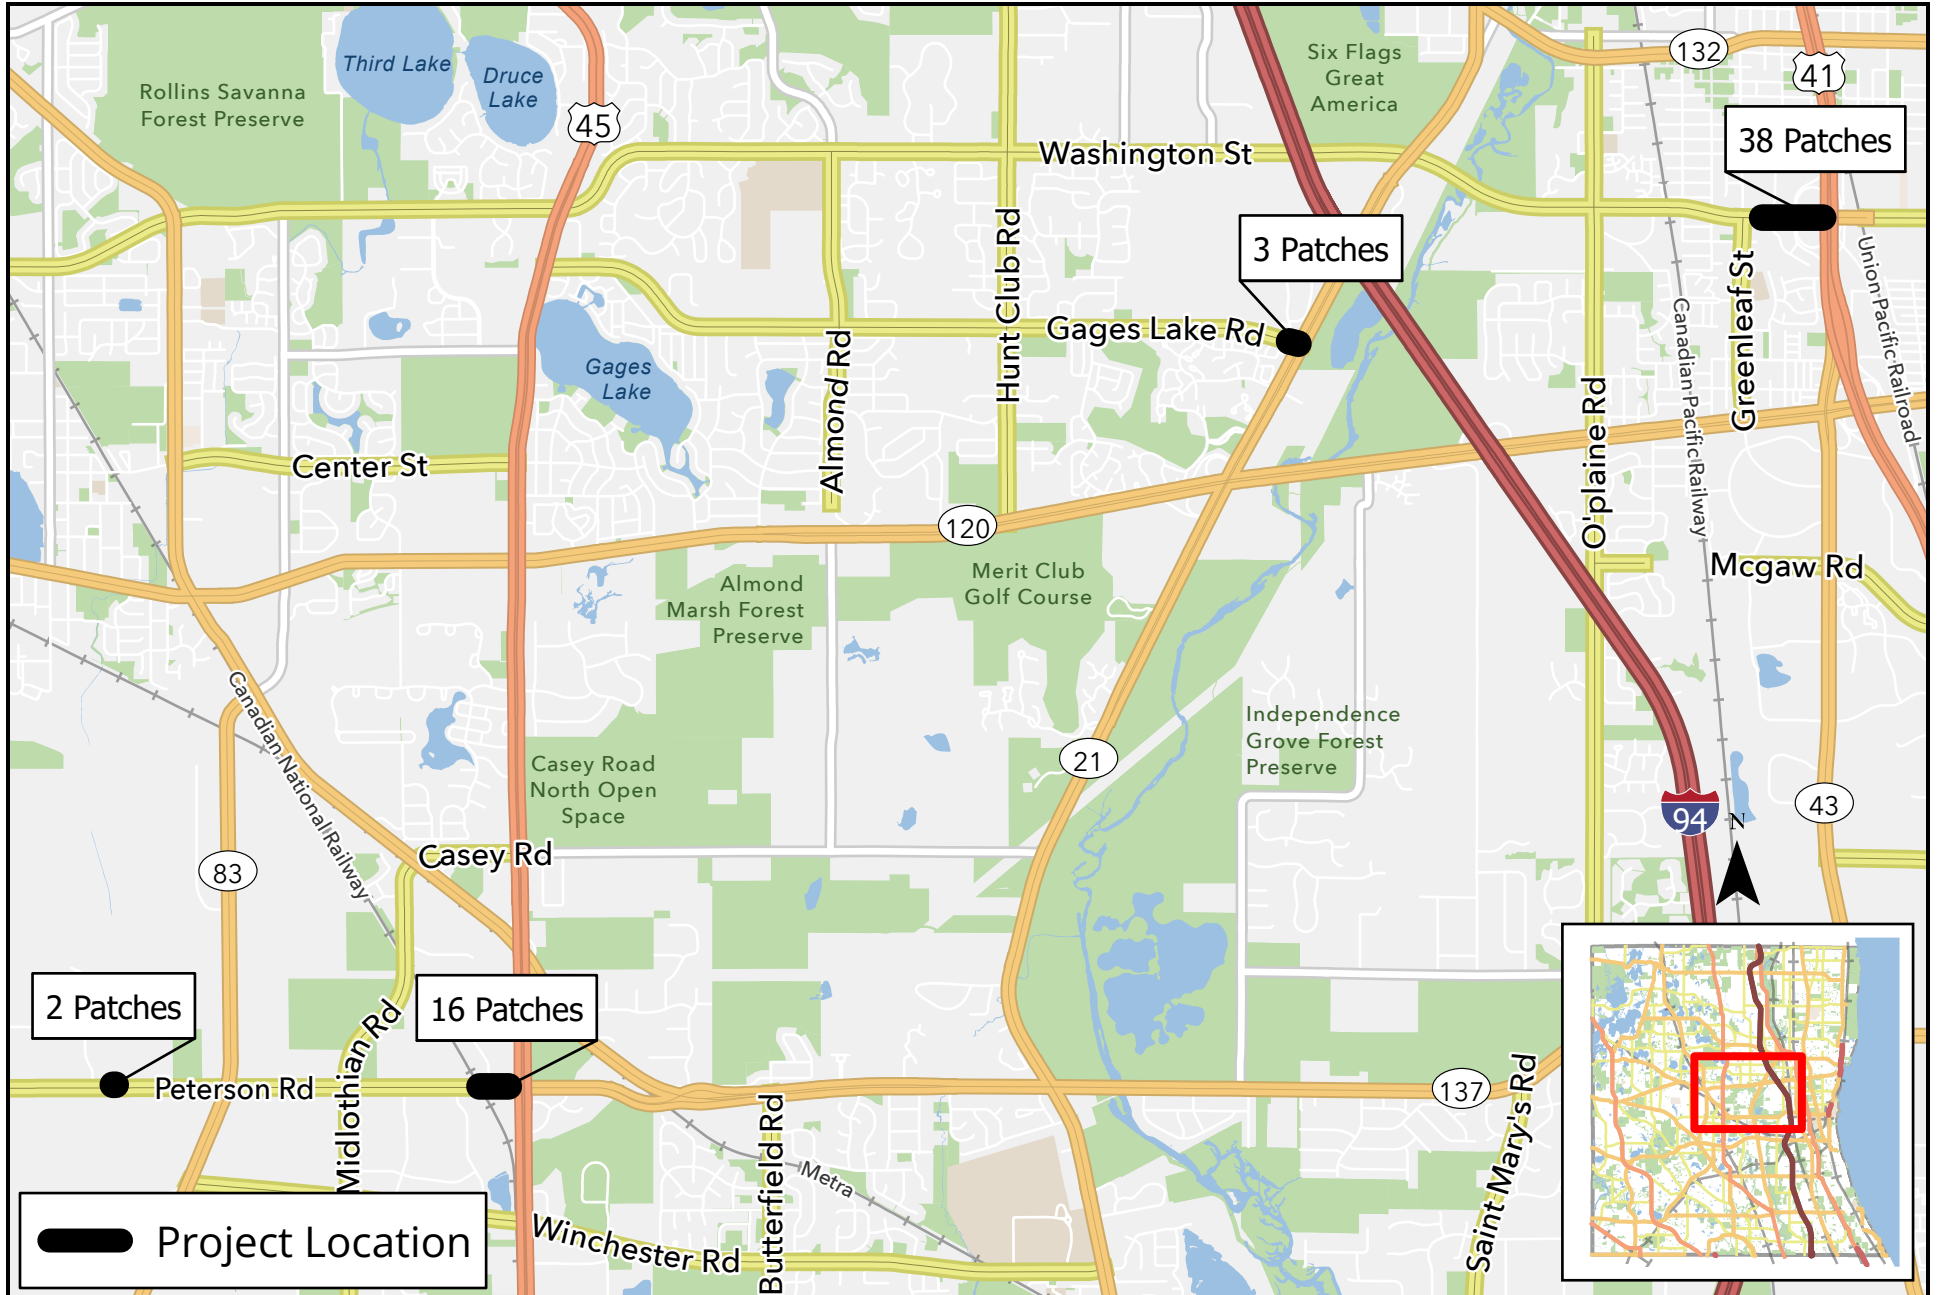 Third Lake
Druce
Lake
Rollins Savanna
Forest Preserve
45
Six Flags
Great
America
132
41
38 Patches
Washington St
3 Patches
Hunt Club Rd
Gages Lake Rd
Gages
Lake
Almond Rd
Center St
O'plaine Rd
Greenleaf St
Canadian Pacific Railway
Union Pacific Railroad
120
Almond
Marsh Forest
Preserve
Merit Club
Golf Course
Mcgaw Rd
Canadian National Railway
Casey Road
North Open
Space
21
Independence
Grove Forest
Preserve
94
N
43
83
Casey Rd
2 Patches
16 Patches
Midlothian Rd
Peterson Rd
137
Butterfield Rd
Metra
Saint Mary's Rd
Winchester Rd
Project Location